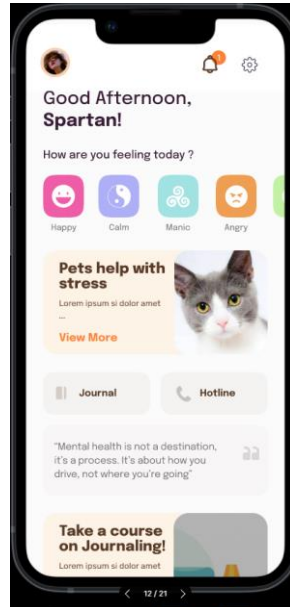 1
Good Afternoon,
Spartan!
How are you feeling today ?
Happy Calm Manic Angry
Pets help with
stress
Lorem ipsum si dolor amet
...
View More
Journal Hotline
"Mental health is not a destination,
it's a process. It's about how you
drive, not where you're going"
Take a course
on Journaling!
Lorem ipsum si dolor amet
< 12 / 21 >